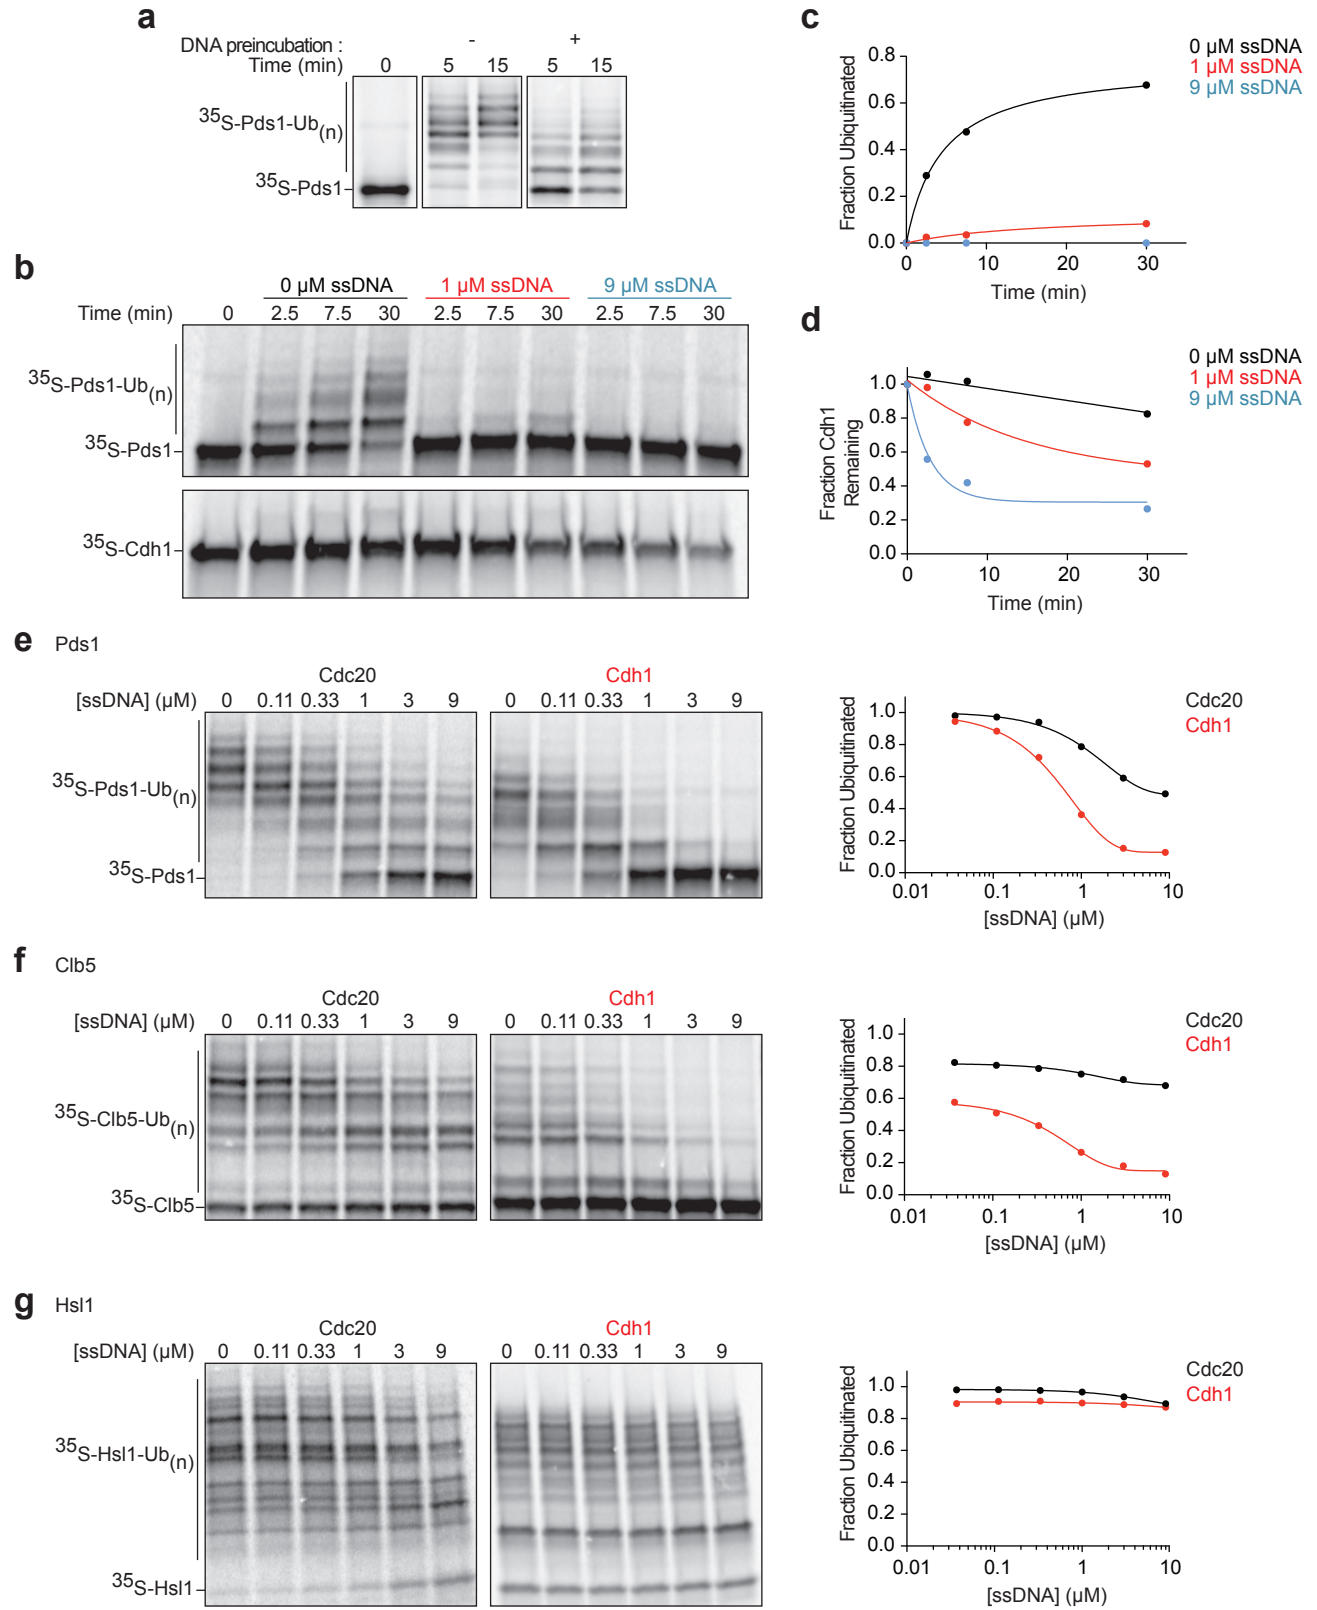 a
DNA preincubation : - +
Time (min) 0 5 15 5 15
35S-Pds1-Ub(n)
35S-Pds1
b
0 µM ssDNA 1 µM ssDNA 9 µM ssDNA
Time (min) 0 2.5 7.5 30 2.5 7.5 30 2.5 7.5 30
35S-Pds1-Ub(n)
35S-Pds1
35S-Cdh1
c
0 µM ssDNA
1 µM ssDNA
9 µM ssDNA
Fraction Ubiquitinated
0.8
0.6
0.4
0.2
0.0
0 10 20 30
Time (min)
d
0 µM ssDNA
1 µM ssDNA
9 µM ssDNA
Fraction Cdh1
Remaining
1.0
0.8
0.6
0.4
0.2
0.0
0 10 20 30
Time (min)
e Pds1
Cdc20 Cdh1
[ssDNA] (µM) 0 0.11 0.33 1 3 9 0 0.11 0.33 1 3 9
35S-Pds1-Ub(n)
35S-Pds1
Cdc20
Cdh1
Fraction Ubiquitinated
1.0
0.8
0.6
0.4
0.2
0.0
0.01 0.1 1 10
[ssDNA] (µM)
f Clb5
Cdc20 Cdh1
[ssDNA] (µM) 0 0.11 0.33 1 3 9 0 0.11 0.33 1 3 9
35S-Clb5-Ub(n)
35S-Clb5
Cdc20
Cdh1
Fraction Ubiquitinated
1.0
0.8
0.6
0.4
0.2
0.0
0.01 0.1 1 10
[ssDNA] (µM)
g Hsl1
Cdc20 Cdh1
[ssDNA] (µM) 0 0.11 0.33 1 3 9 0 0.11 0.33 1 3 9
35S-Hsl1-Ub(n)
35S-Hsl1
Cdc20
Cdh1
Fraction Ubiquitinated
1.0
0.8
0.6
0.4
0.2
0.0
0.01 0.1 1 10
[ssDNA] (µM)